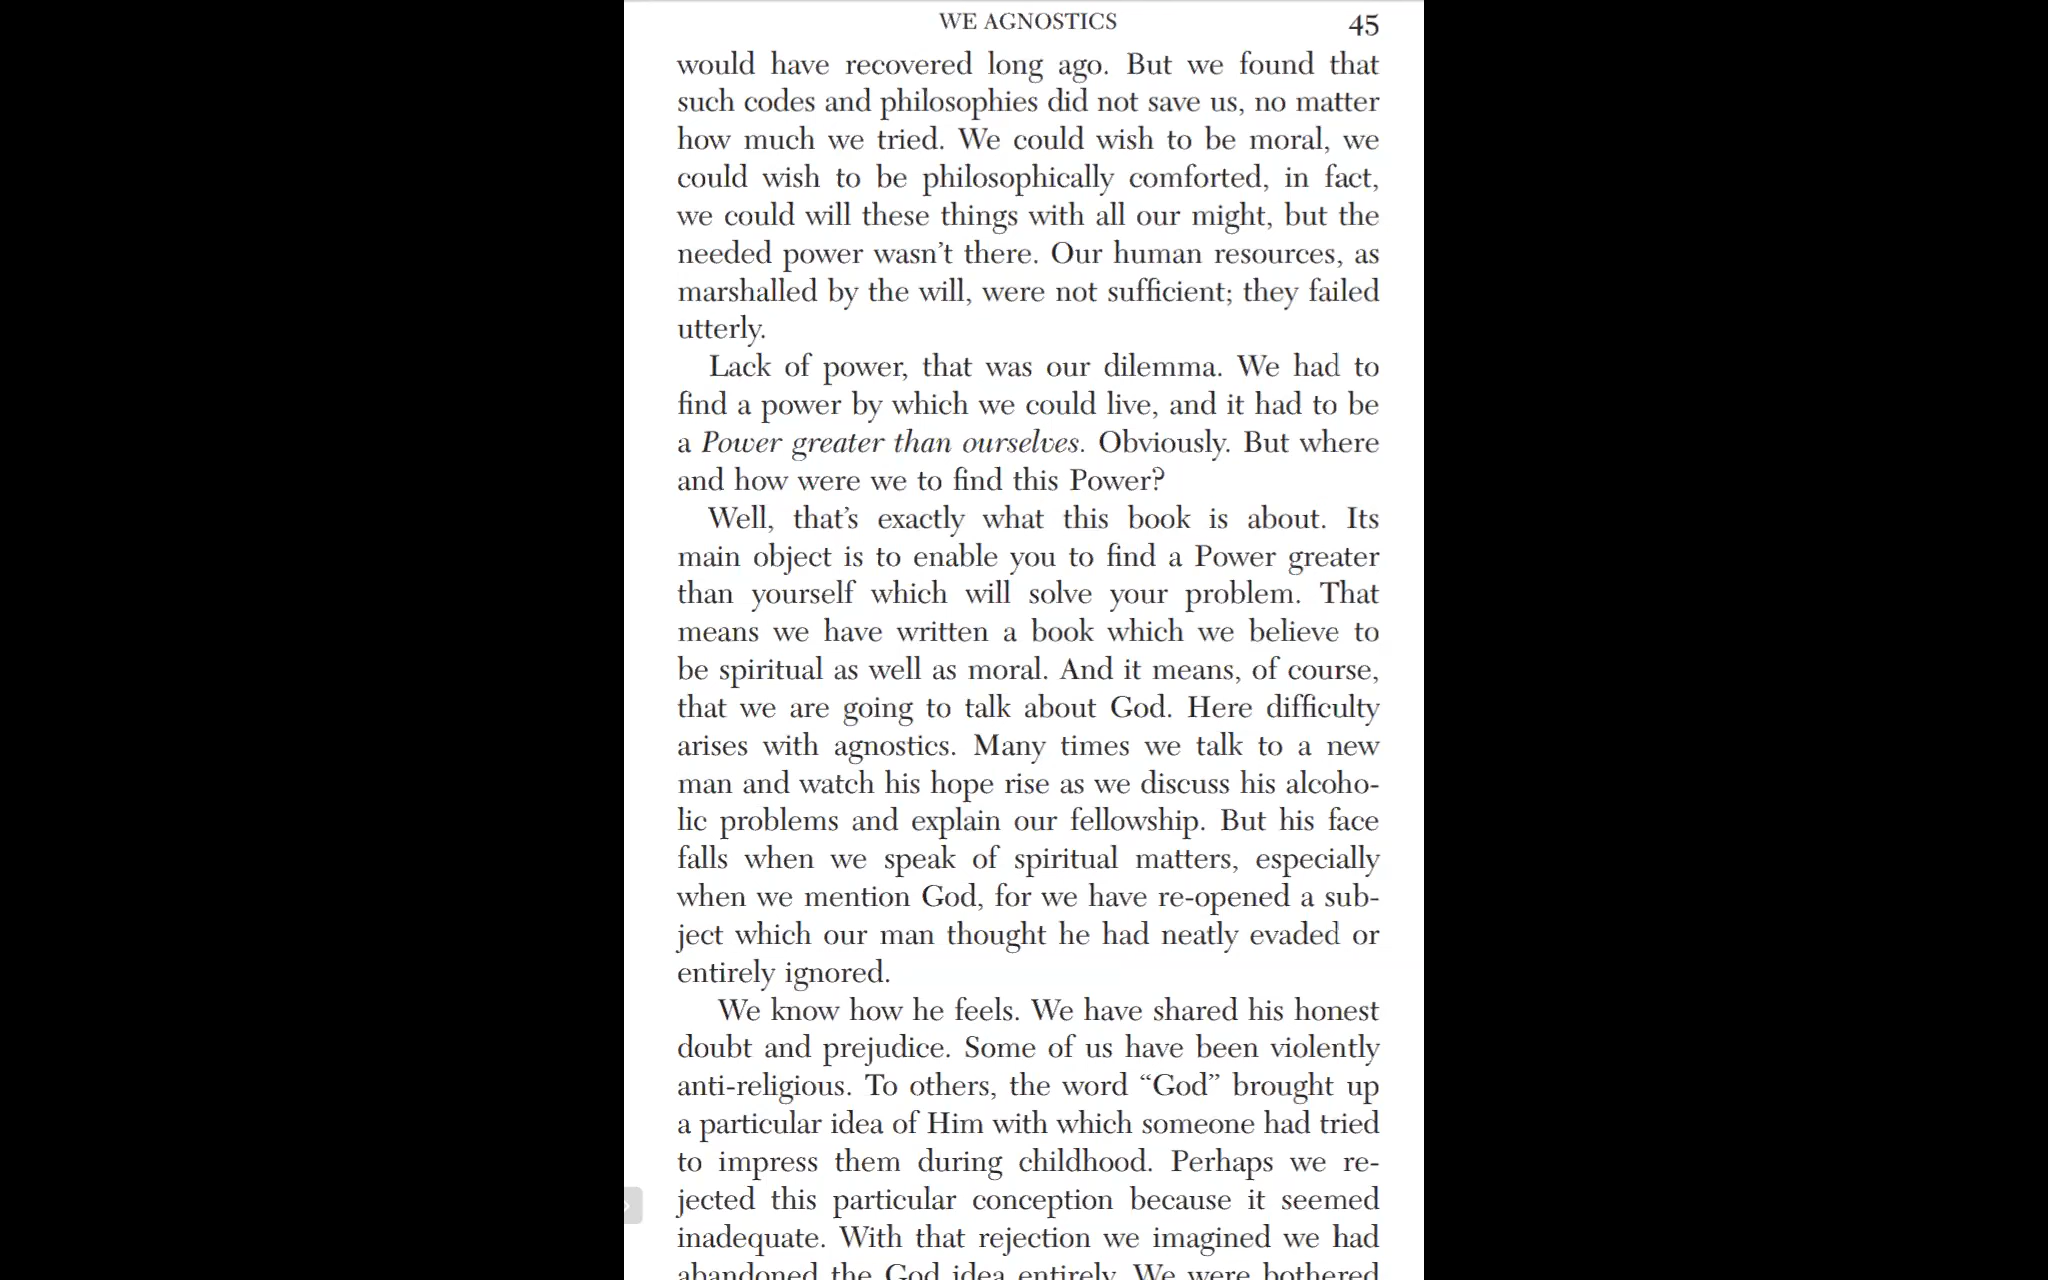 WE AGNOSTICS 45
would have recovered long ago. But we found that
such codes and philosophies did not save us, no matter
how much we tried. We could wish to be moral, we
could wish to be philosophically comforted, in fact,
we could will these things with all our might, but the
needed power wasn’t there. Our human resources, as
marshalled by the will, were not sufficient; they failed
utterly.
Lack of power, that was our dilemma. We had to
find a power by which we could live, and it had to be
a Power greater than ourselves. Obviously. But where
and how were we to find this Power?
Well, that’s exactly what this book is about. Its
main object is to enable you to find a Power greater
than yourself which will solve your problem. That
means we have written a book which we believe to
be spiritual as well as moral. And it means, of course,
that we are going to talk about God. Here difficulty
arises with agnostics. Many times we talk to a new
man and watch his hope rise as we discuss his alcoho-
lic problems and explain our fellowship. But his face
falls when we speak of spiritual matters, especially
when we mention God, for we have re-opened a sub-
ject which our man thought he had neatly evaded or
entirely ignored.
We know how he feels. We have shared his honest
doubt and prejudice. Some of us have been violently
anti-religious. To others, the word “God” brought up
a particular idea of Him with which someone had tried
to impress them during childhood. Perhaps we re-
jected this particular conception because it seemed
inadequate. With that rejection we imagined we had
abandoned the God idea entirely. We were bothered